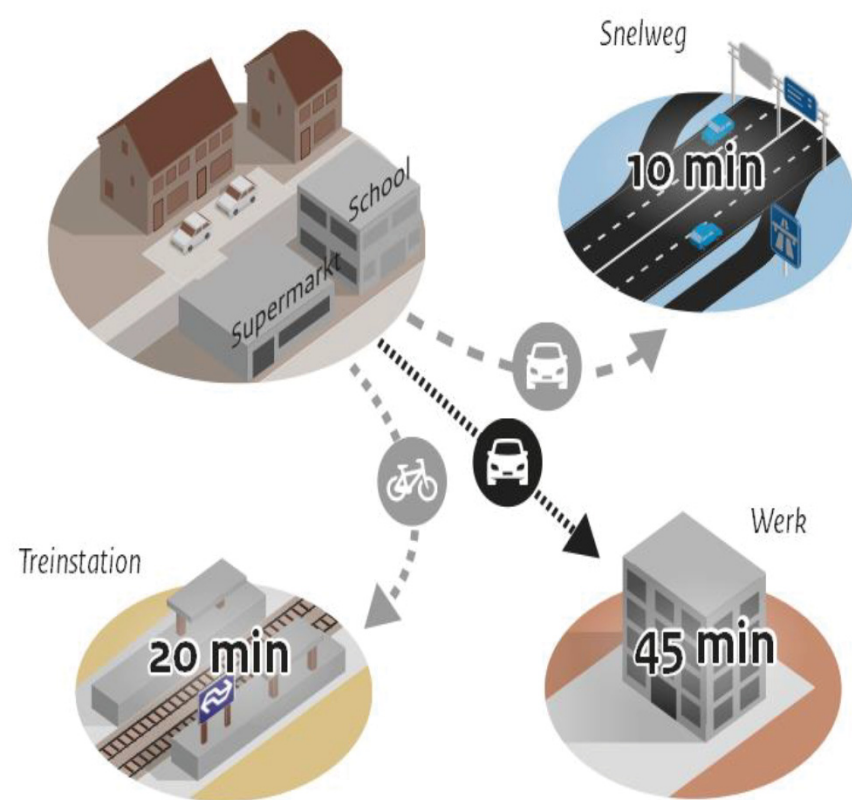 Snelweg
10 min
School
Supermarkt
Treinstation
20 min
Werk
45 min